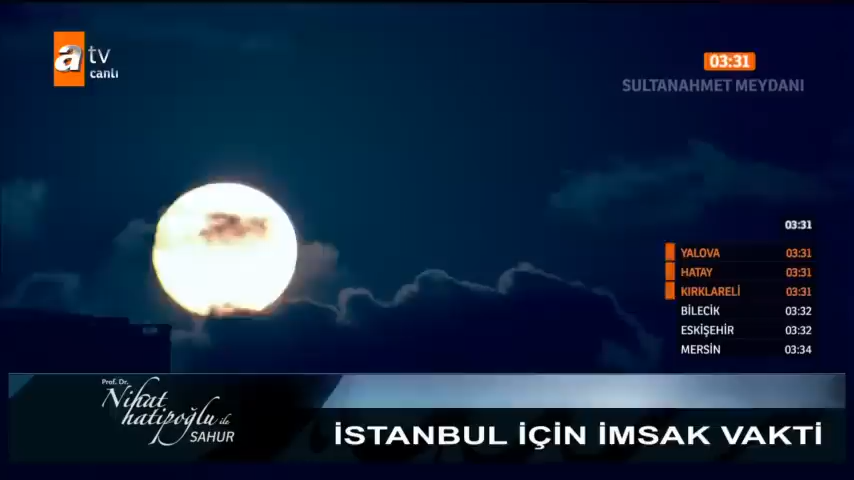 a tv
canlı
03:31
SULTANAHMET MEYDANI
03:31
YALOVA 03:31
HATAY 03:31
KIRKLARELİ 03:31
BİLECİK 03:32
ESKİŞEHİR 03:32
MERSİN 03:34
Prof. Dr.
Nihat
hatipoğlu ile
SAHUR
İSTANBUL İÇİN İMSAK VAKTİ